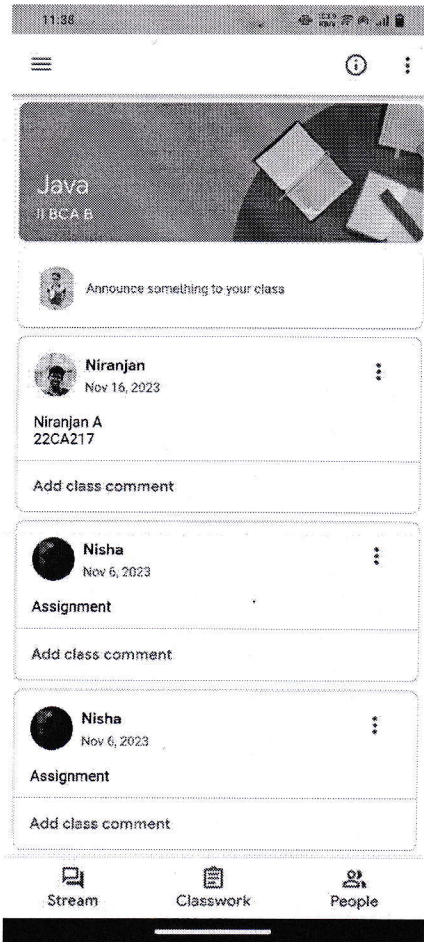 11:38
Java
II BCA B
Announce something to your class
Niranjan
Nov 16, 2023
Niranjan A
22CA217
Add class comment
Nisha
Nov 6, 2023
Assignment
Add class comment
Nisha
Nov 6, 2023
Assignment
Add class comment
Stream
Classwork
People